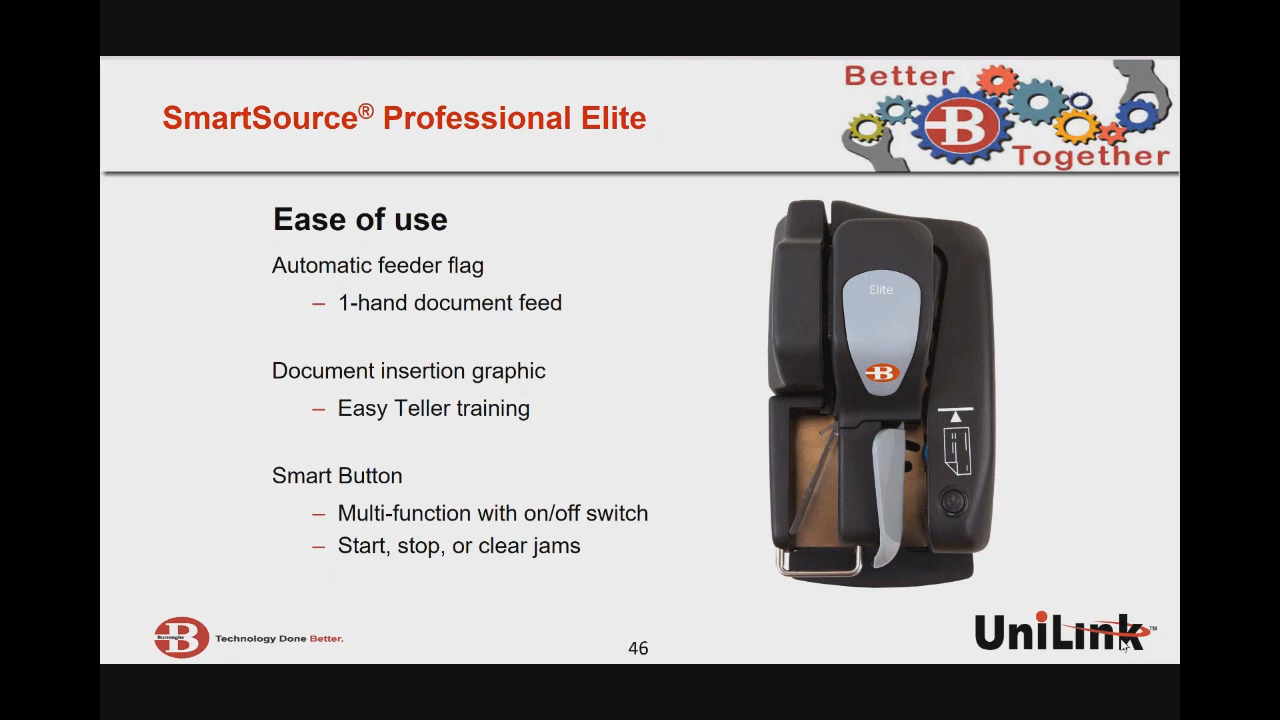 SmartSource® Professional Elite
Better
B
Together
Ease of use
Automatic feeder flag
– 1-hand document feed
Document insertion graphic
– Easy Teller training
Smart Button
– Multi-function with on/off switch
– Start, stop, or clear jams
Elite
B
Burroughs
B
Technology Done Better.
46
UniLink™